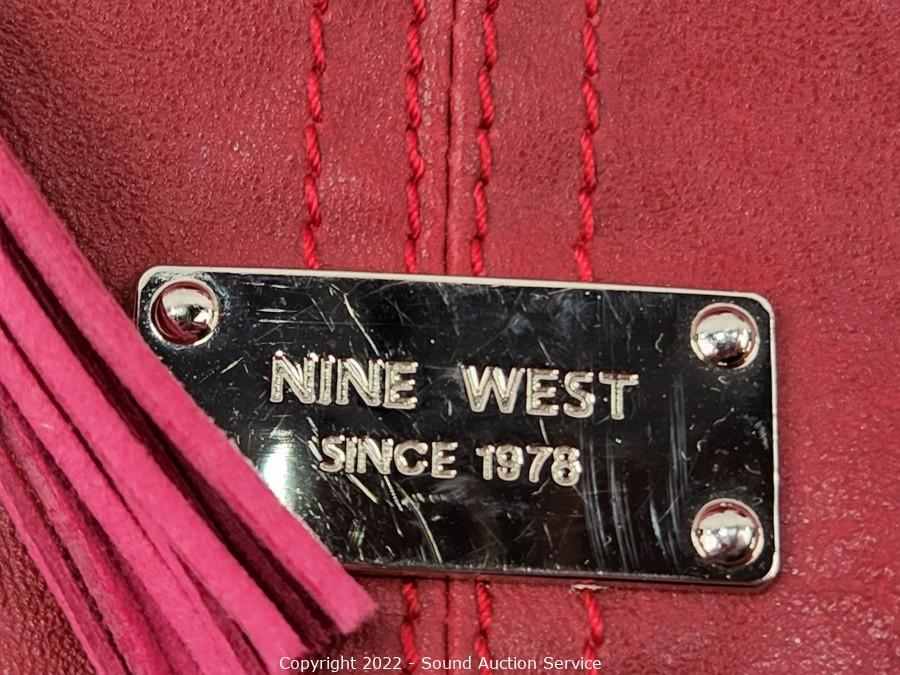 NINE WEST
SINCE 1978
Copyright 2022 - Sound Auction Service